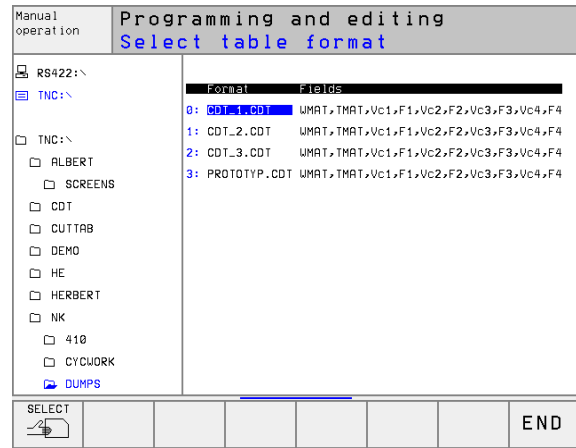 Manual
operation
Programming and editing
Select table format
RS422:\
TNC:\
TNC:\
ALBERT
SCREENS
CDT
CUTTAB
DEMO
HE
HERBERT
NK
410
CYCWORK
DUMPS
Format Fields
0: CDT_1.CDT WMAT,TMAT,Vc1,F1,Vc2,F2,Vc3,F3,Vc4,F4
1: CDT_2.CDT WMAT,TMAT,Vc1,F1,Vc2,F2,Vc3,F3,Vc4,F4
2: CDT_3.CDT WMAT,TMAT,Vc1,F1,Vc2,F2,Vc3,F3,Vc4,F4
3: PROTOTYP.CDT WMAT,TMAT,Vc1,F1,Vc2,F2,Vc3,F3,Vc4,F4
SELECT
END